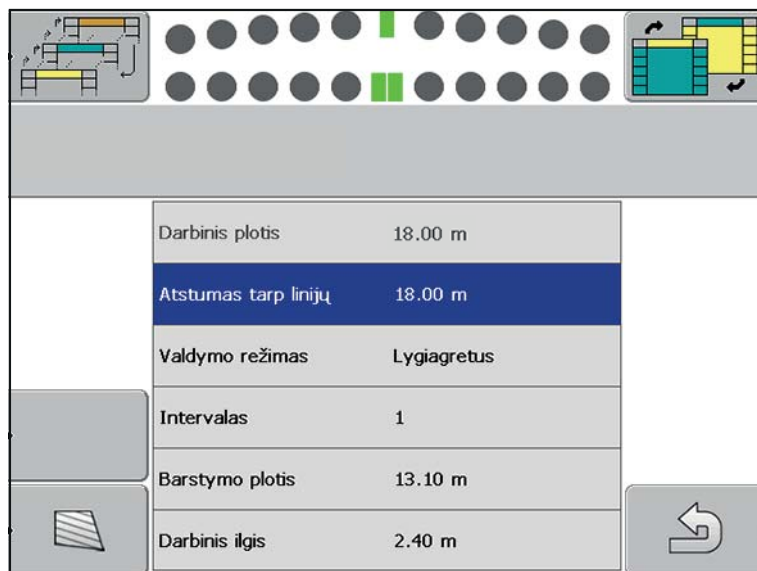 Darbinis plotis 18.00 m
Atstumas tarp linijų 18.00 m
Valdymo režimas Lygiagretus
Intervalas 1
Barstymo plotis 13.10 m
Darbinis ilgis 2.40 m